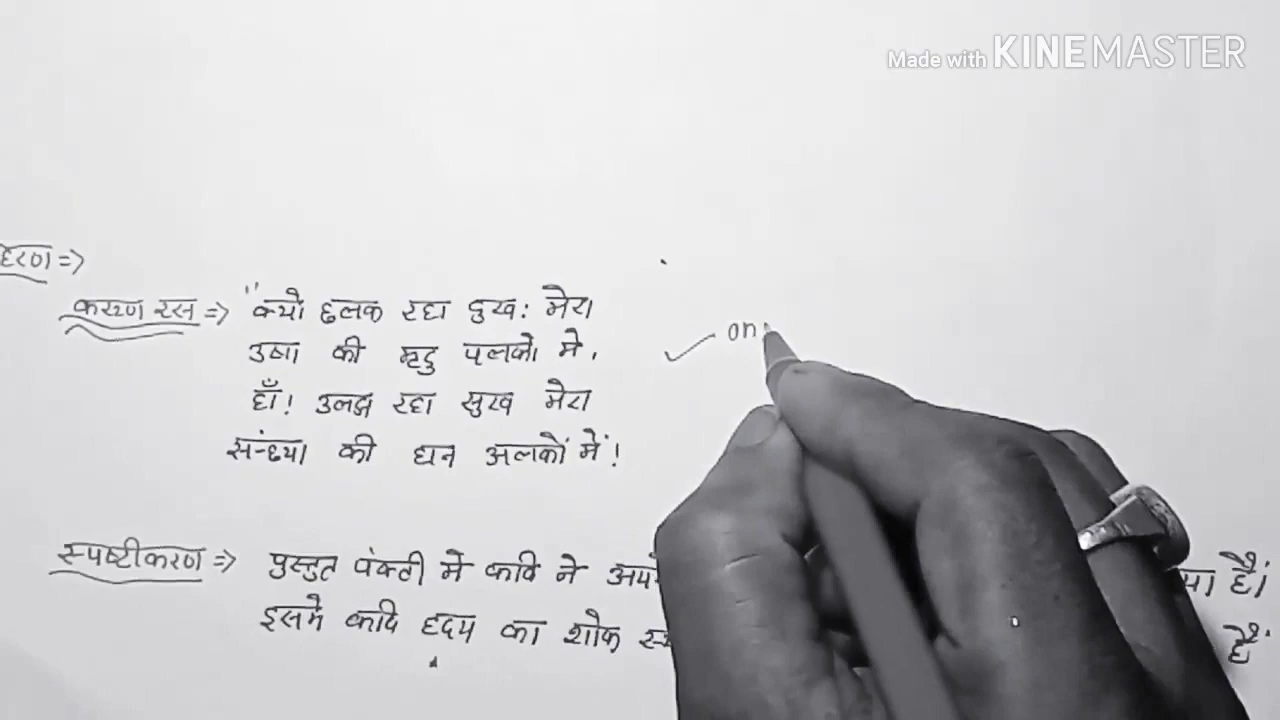 Made with KINEMASTER
हरण =>
करुण रस => "क्यो छलक रहा दुख: मेरा
उषा की मृदु पलको मे,
हाँ! उलझ रहा सुख मेरा
सन्ध्या की घन अलकों में!
on
स्पष्टीकरण => पुस्तुत पंक्ती मे कवि ने हैं।
इसमे कवि हृदय का शोक हैं